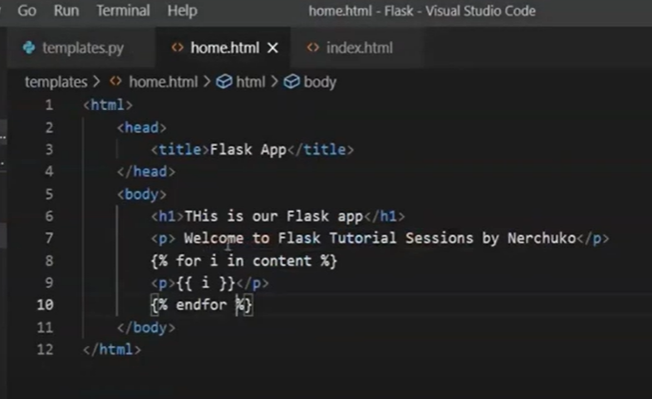 Go Run Terminal Help home.html - Flask - Visual Studio Code
templates.py home.html × index.html
templates > home.html > html > body
1 <html>
2 <head>
3 <title>Flask App</title>
4 </head>
5 <body>
6 <h1>THis is our Flask app</h1>
7 <p> Welcome to Flask Tutorial Sessions by Nerchuko</p>
8 {% for i in content %}
9 <p>{{ i }}</p>
10 {% endfor %}
11 </body>
12 </html>